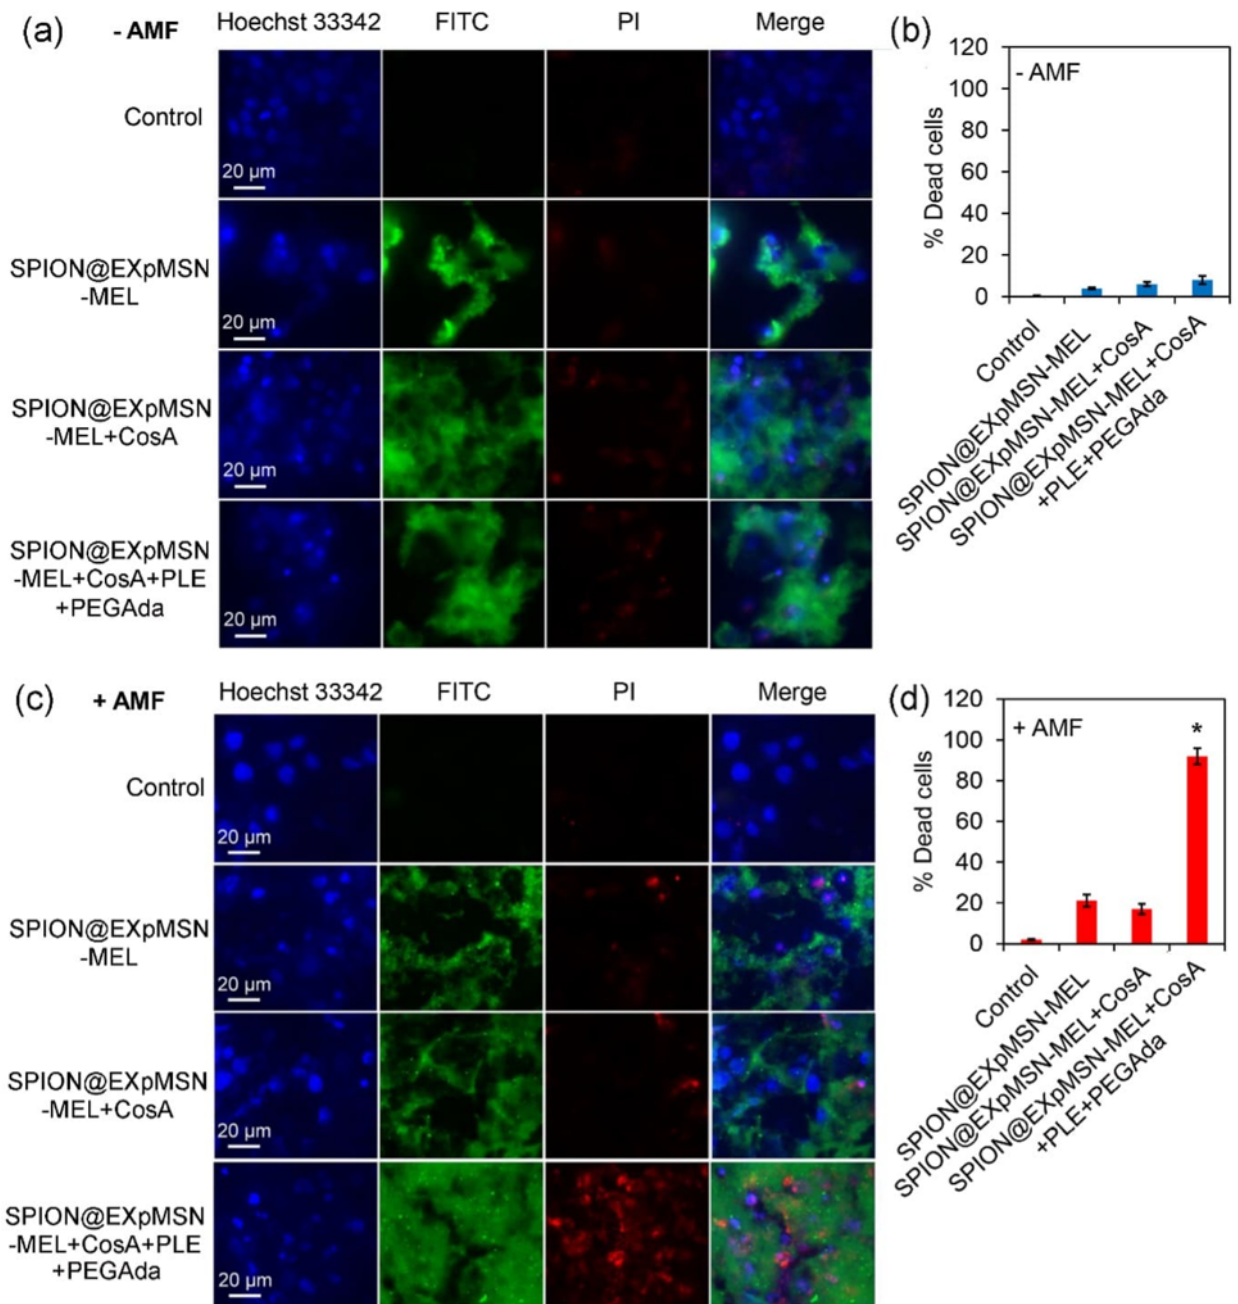 (a) - AMF Hoechst 33342 FITC PI Merge
Control
20 µm
SPION@EXpMSN
-MEL
20 µm
SPION@EXpMSN
-MEL+CosA
20 µm
SPION@EXpMSN
-MEL+CosA+PLE
+PEGAda
20 µm
(b)
120
100
80
60
40
20
0
% Dead cells
- AMF
Control
SPION@EXpMSN-MEL
SPION@EXpMSN-MEL+CosA
SPION@EXpMSN-MEL+CosA
+PLE+PEGAda
(c) + AMF Hoechst 33342 FITC PI Merge
Control
20 µm
SPION@EXpMSN
-MEL
20 µm
SPION@EXpMSN
-MEL+CosA
20 µm
SPION@EXpMSN
-MEL+CosA+PLE
+PEGAda
20 µm
(d)
120
100
80
60
40
20
0
% Dead cells
+ AMF
*
Control
SPION@EXpMSN-MEL
SPION@EXpMSN-MEL+CosA
SPION@EXpMSN-MEL+CosA
+PLE+PEGAda